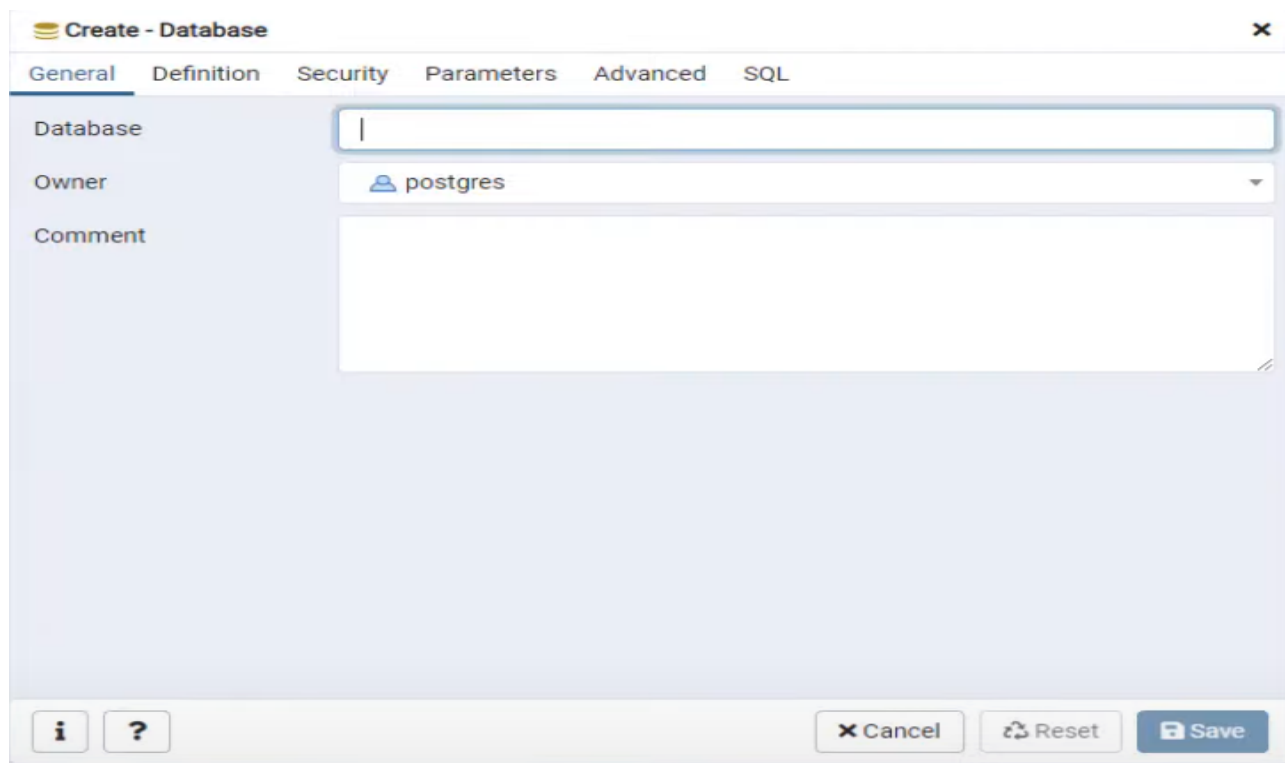 Create - Database
General Definition Security Parameters Advanced SQL
Database
Owner postgres
Comment
i ? Cancel Reset Save